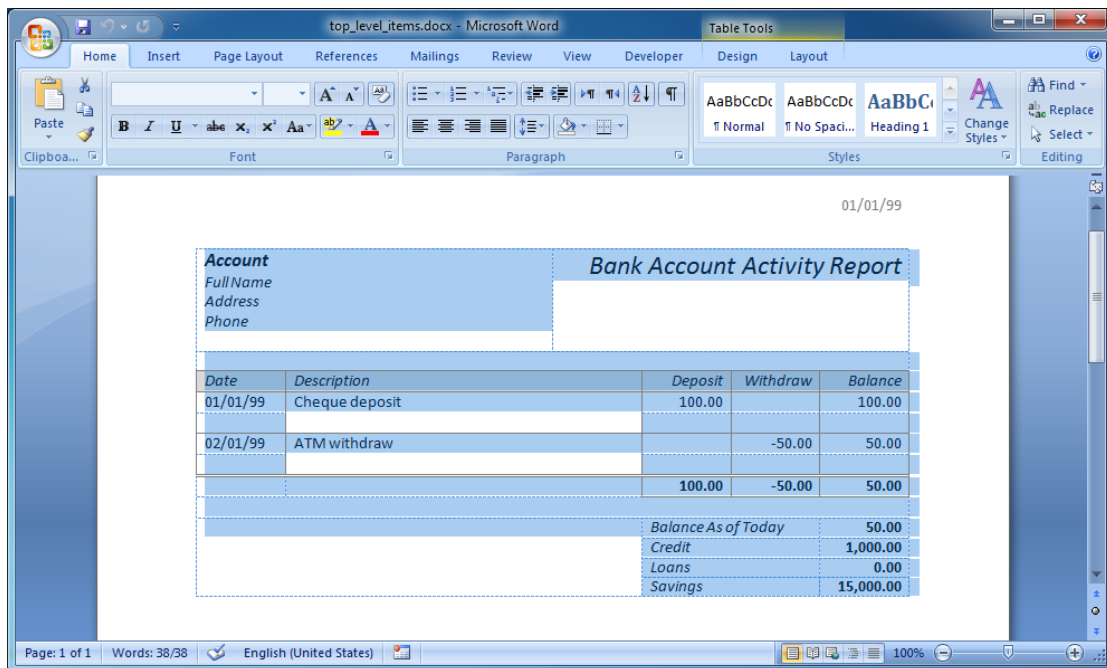 top_level_items.docx - Microsoft Word
Table Tools
Home Insert Page Layout References Mailings Review View Developer Design Layout
Paste
Clipboa...
B I U abc x₂ x² Aa ab A
Font
Paragraph
AaBbCcDc AaBbCcDc AaBbC
¶ Normal ¶ No Spaci... Heading 1
Change Styles
Styles
Find
Replace
Select
Editing
01/01/99
Account Bank Account Activity Report
Full Name
Address
Phone
Date Description Deposit Withdraw Balance
01/01/99 Cheque deposit 100.00 100.00
02/01/99 ATM withdraw -50.00 50.00
100.00 -50.00 50.00
Balance As of Today 50.00
Credit 1,000.00
Loans 0.00
Savings 15,000.00
Page: 1 of 1 Words: 38/38 English (United States) 100%